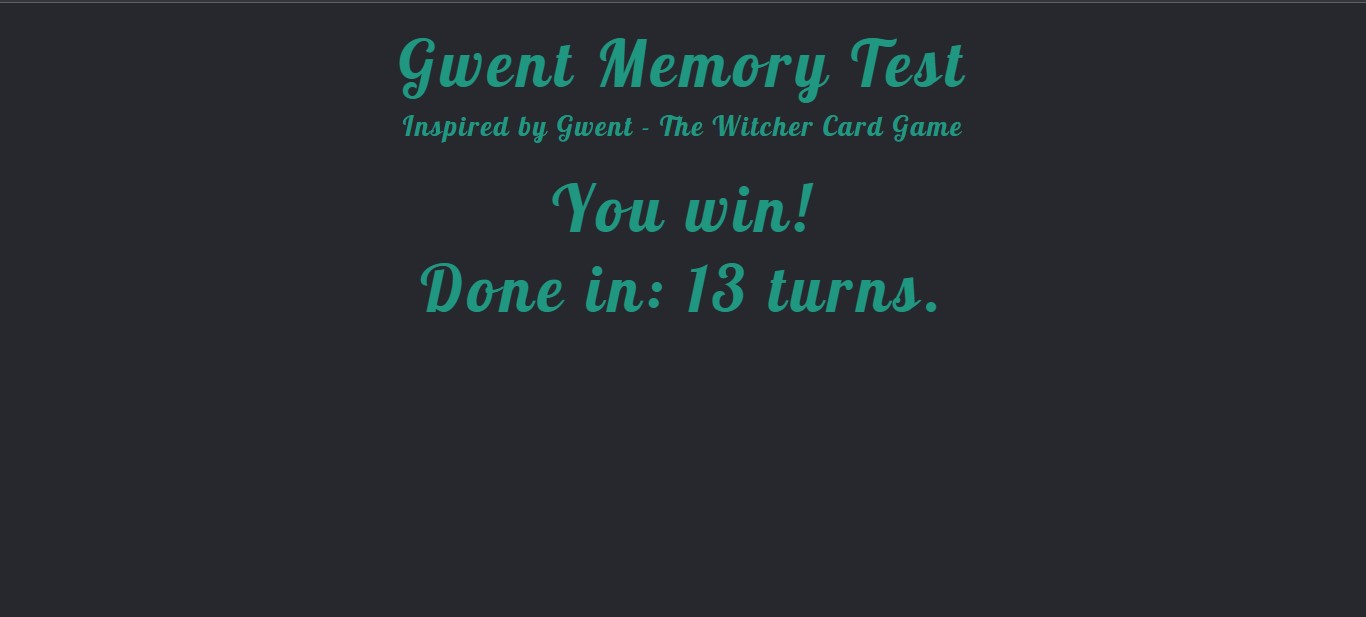 Gwent Memory Test
Inspired by Gwent - The Witcher Card Game
You win!
Done in: 13 turns.